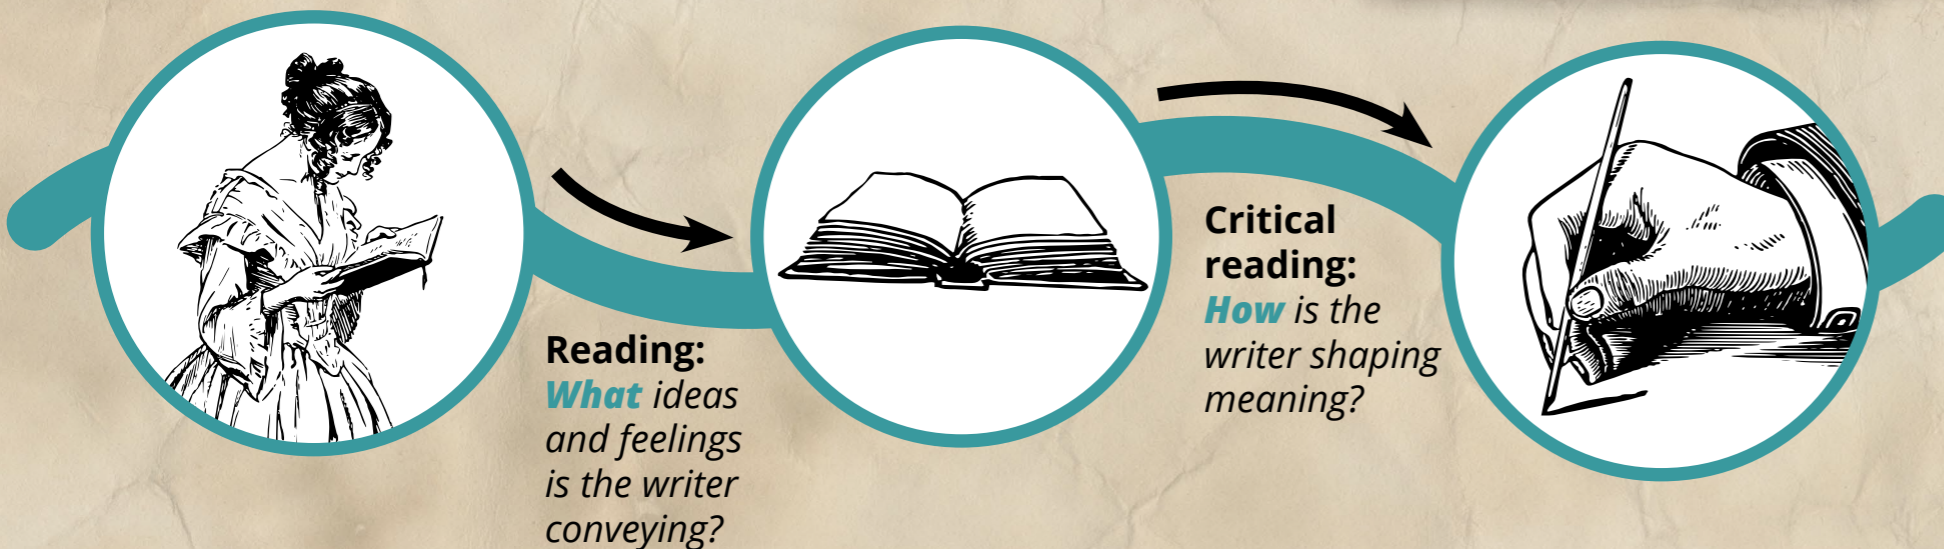 Reading:
What ideas
and feelings
is the writer
conveying?
Critical
reading:
How is the
writer shaping
meaning?